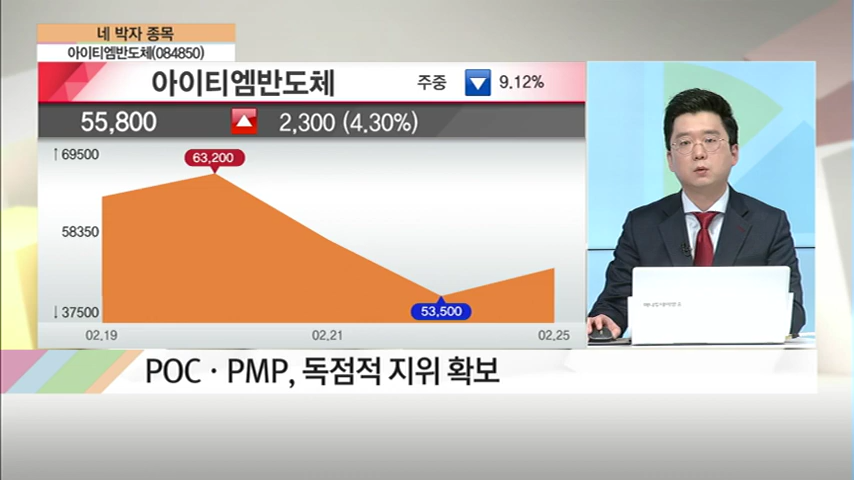 네 박자 종목
아이티엠반도체(084850)
아이티엠반도체 주중 ▼ 9.12%
55,800 ▲ 2,300 (4.30%)
↑69500
63,200
58350
53,500
↓37500
02.19 02.21 02.25
POC · PMP, 독점적 지위 확보